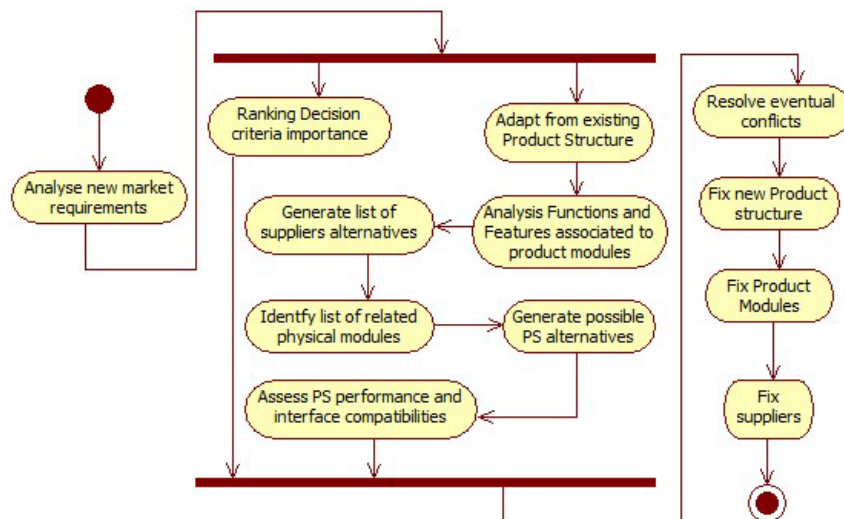 Analyse new market
requirements
Ranking Decision
criteria importance
Adapt from existing
Product Structure
Generate list of
suppliers alternatives
Analysis Functions and
Features associated to
product modules
Identfy list of related
physical modules
Generate possible
PS alternatives
Assess PS performance and
interface compatibilities
Resolve eventual
conflicts
Fix new Product
structure
Fix Product
Modules
Fix
suppliers